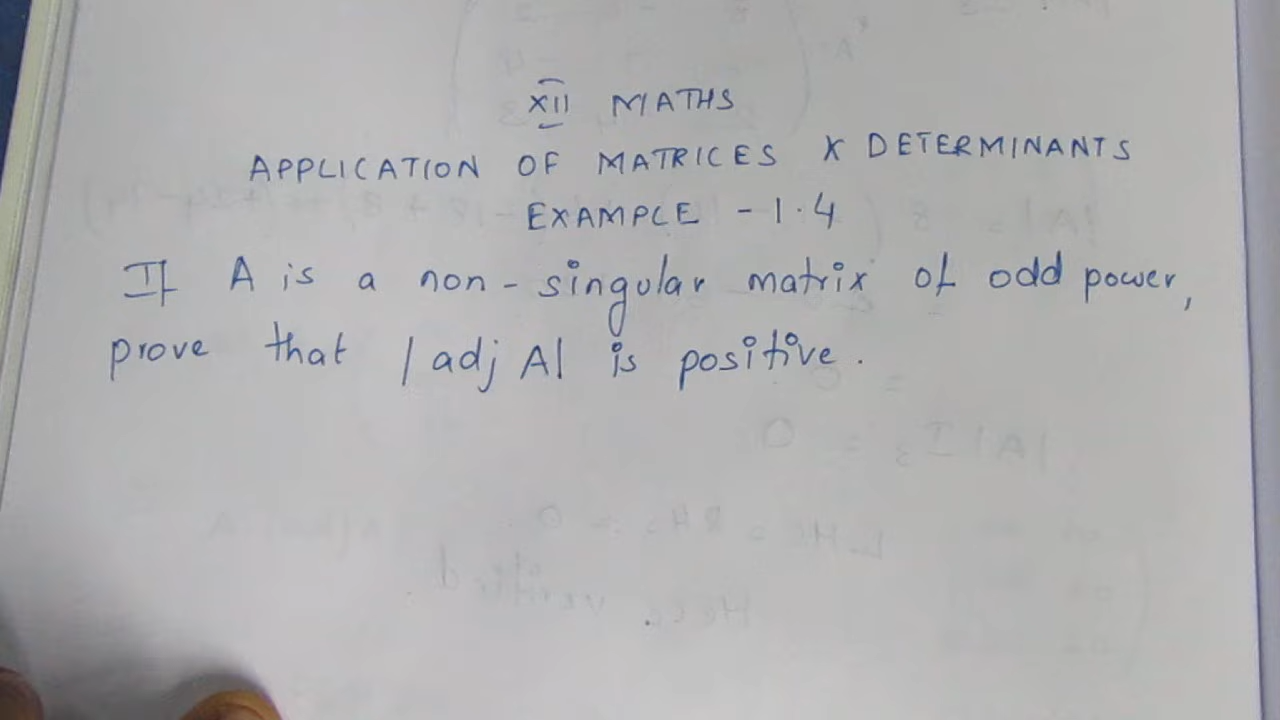 XII MATHS
APPLICATION OF MATRICES & DETERMINANTS
EXAMPLE - 1.4
If A is a non-singular matrix of odd power,
prove that |adj A| is positive.